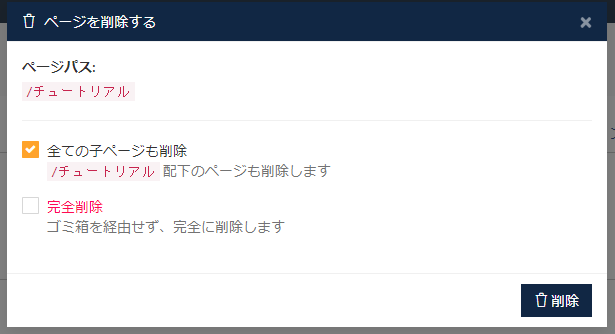 ページを削除する
×
ページパス:
/チュートリアル
全ての子ページも削除
/チュートリアル 配下のページも削除します
完全削除
ゴミ箱を経由せず、完全に削除します
削除